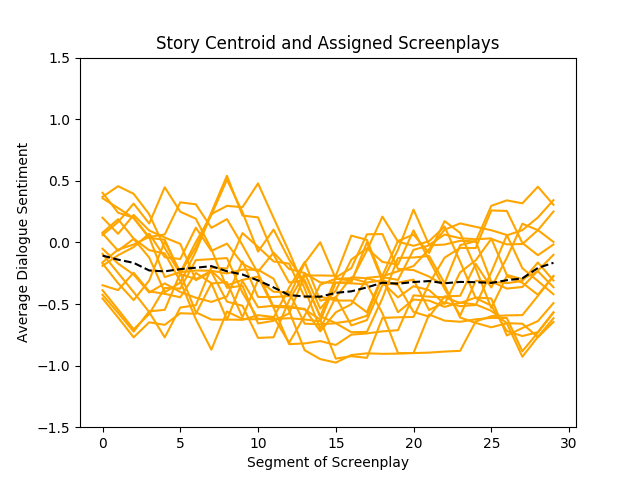 Story Centroid and Assigned Screenplays
1.5
1.0
0.5
0.0
−0.5
−1.0
−1.5
Average Dialogue Sentiment
0 5 10 15 20 25 30
Segment of Screenplay